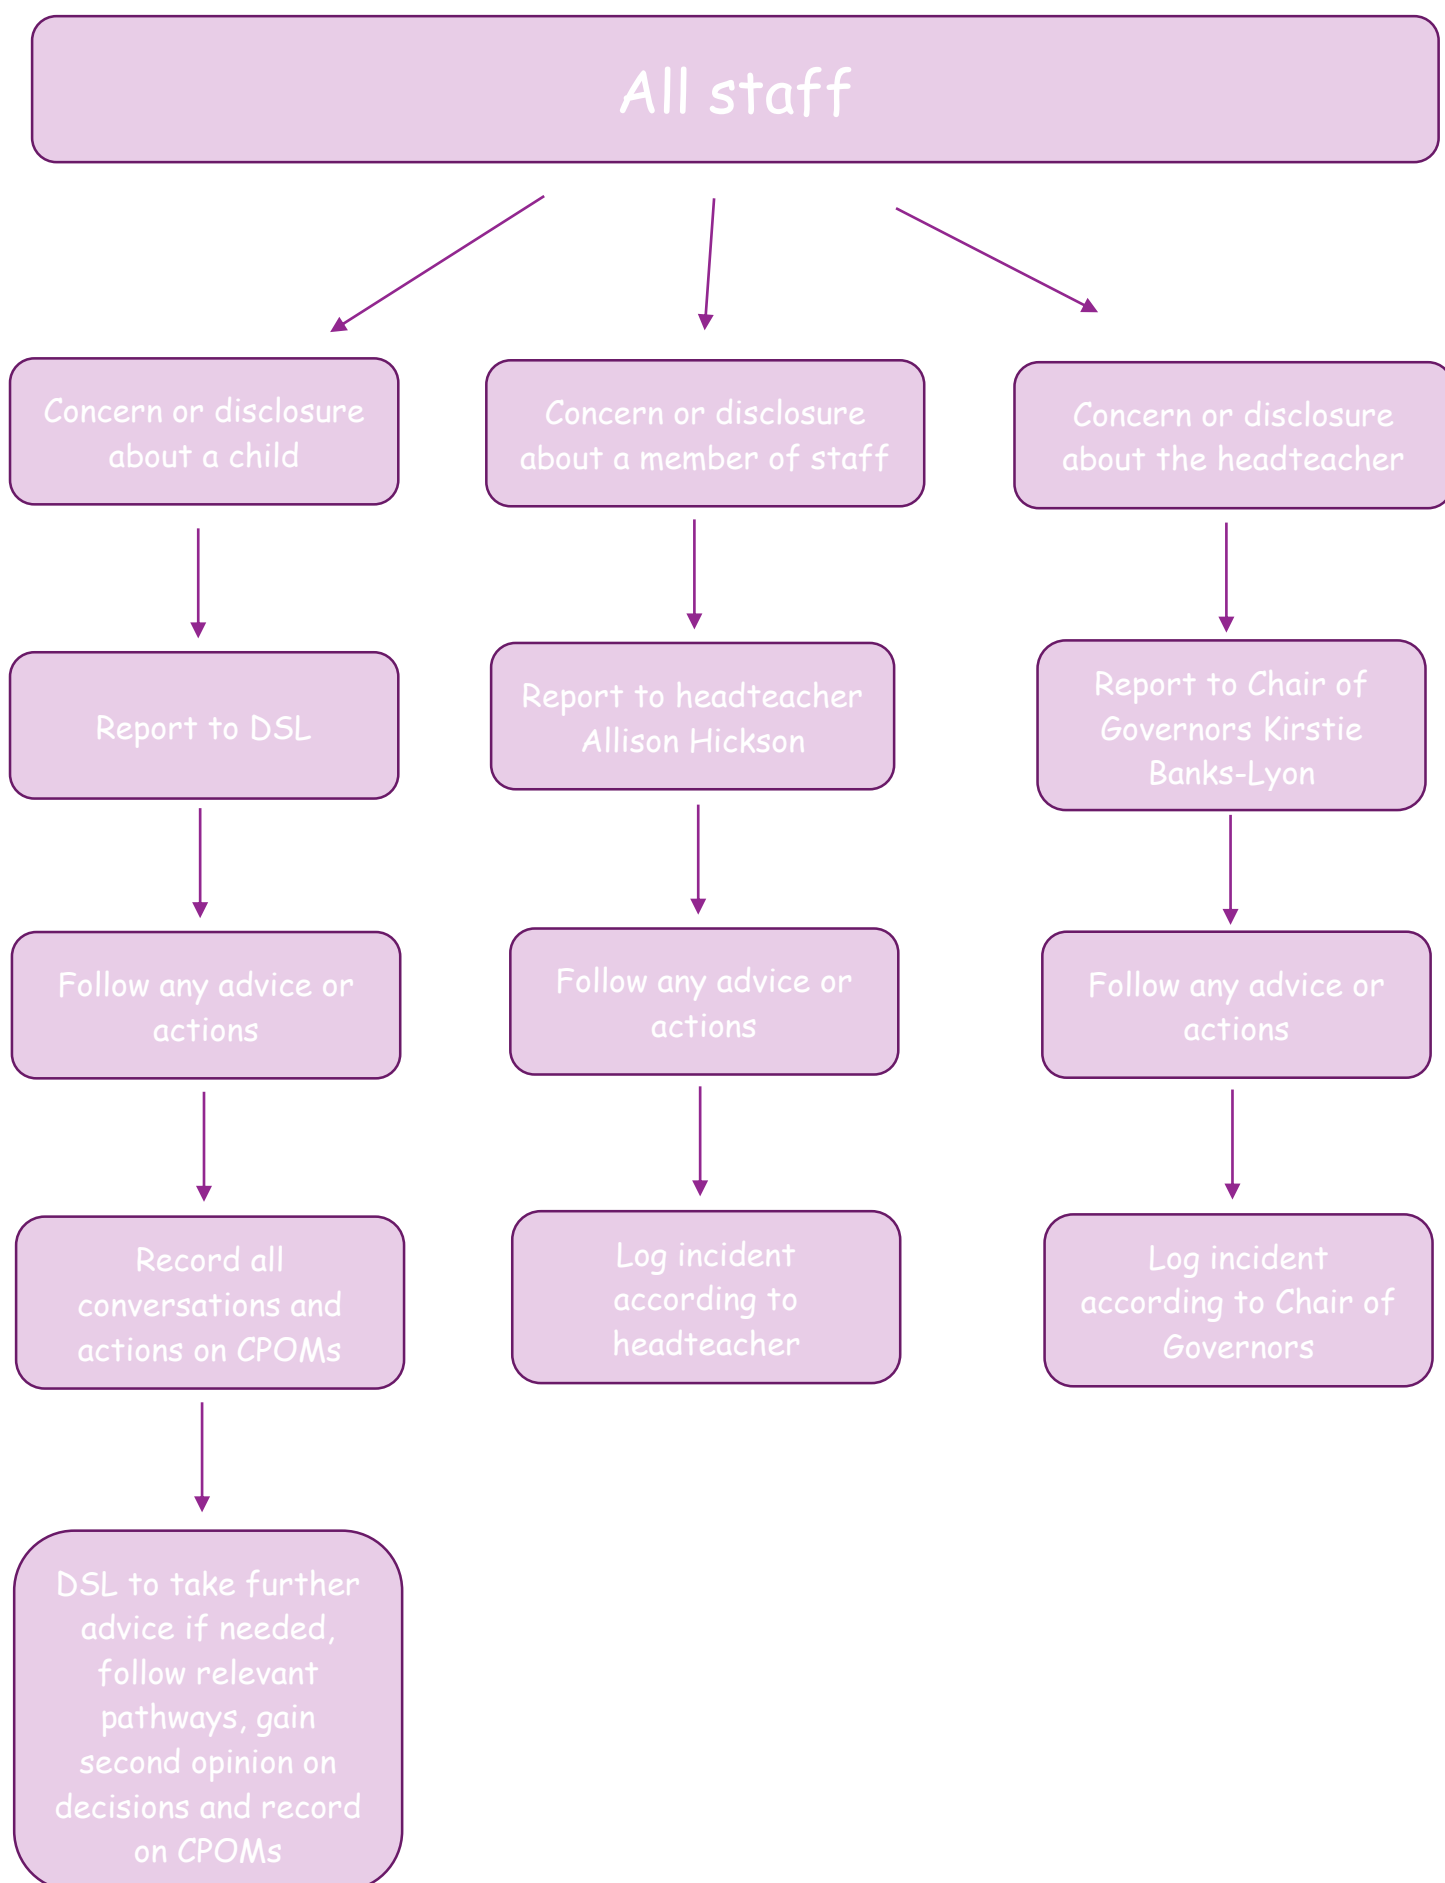 All staff
Concern or disclosure
about a child
Concern or disclosure
about a member of staff
Concern or disclosure
about the headteacher
Report to DSL
Report to headteacher
Allison Hickson
Report to Chair of
Governors Kirstie
Banks-Lyon
Follow any advice or
actions
Follow any advice or
actions
Follow any advice or
actions
Record all
conversations and
actions on CPOMs
Log incident
according to
headteacher
Log incident
according to Chair of
Governors
DSL to take further
advice if needed,
follow relevant
pathways, gain
second opinion on
decisions and record
on CPOMs